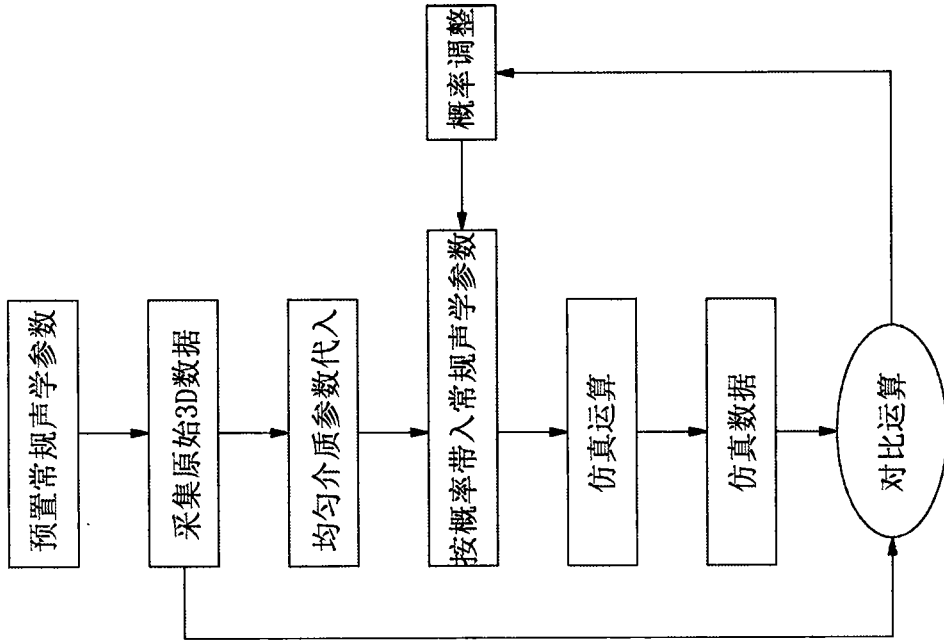 预置常规声学参数
采集原始3D数据
均匀介质参数代入
按概率带入常规声学参数
概率调整
仿真运算
仿真数据
对比运算